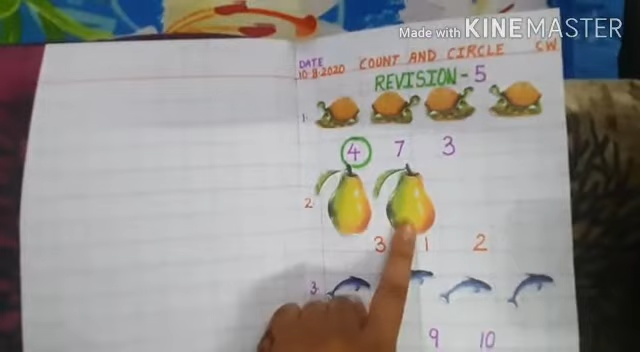 Made with KINEMASTER
DATE COUNT AND CIRCLE C.W
10·8·2020
REVISION-5
1.
4 7 3
2.
3 1 2
3.
9 10